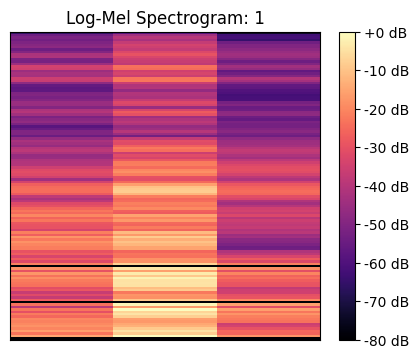 Log-Mel Spectrogram: 1
+0 dB
-10 dB
-20 dB
-30 dB
-40 dB
-50 dB
-60 dB
-70 dB
-80 dB